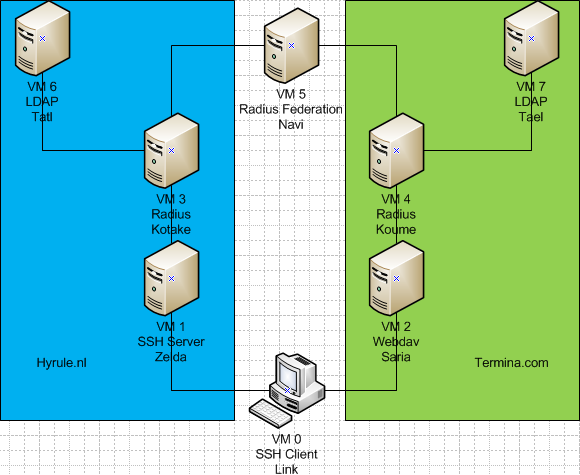 VM 6
LDAP
Tatl
VM 5
Radius Federation
Navi
VM 7
LDAP
Tael
VM 3
Radius
Kotake
VM 4
Radius
Koume
VM 1
SSH Server
Zelda
VM 2
Webdav
Saria
Hyrule.nl
Termina.com
VM 0
SSH Client
Link